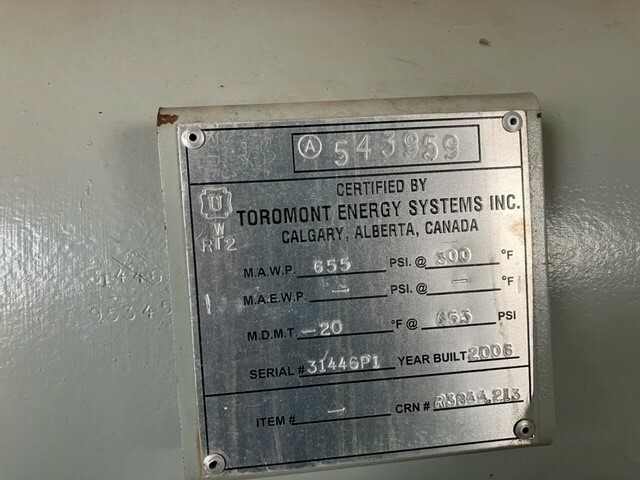 A 543959
U
W
RT2
CERTIFIED BY
TOROMONT ENERGY SYSTEMS INC.
CALGARY, ALBERTA, CANADA
M.A.W.P. 655 PSI. @ 300 °F
M.A.E.W.P. - PSI. @ - °F
M.D.M.T. -20 °F @ 655 PSI
SERIAL # 31446P1 YEAR BUILT 2006
ITEM # - CRN # R3844.213